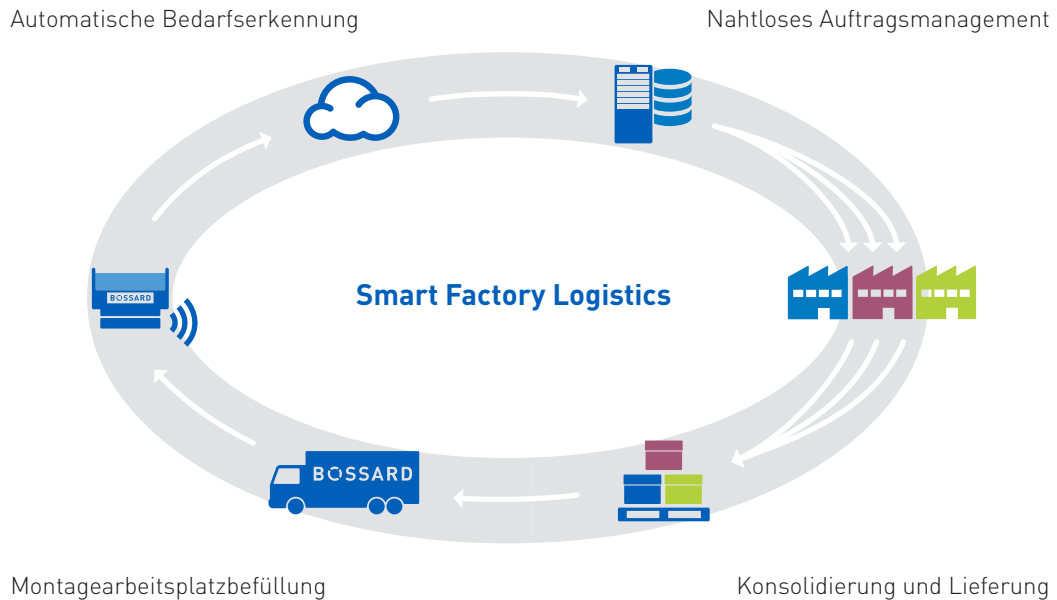 Automatische Bedarfserkennung
Nahtloses Auftragsmanagement
BOSSARD
Smart Factory Logistics
BOSSARD
Montagearbeitsplatzbefüllung
Konsolidierung und Lieferung